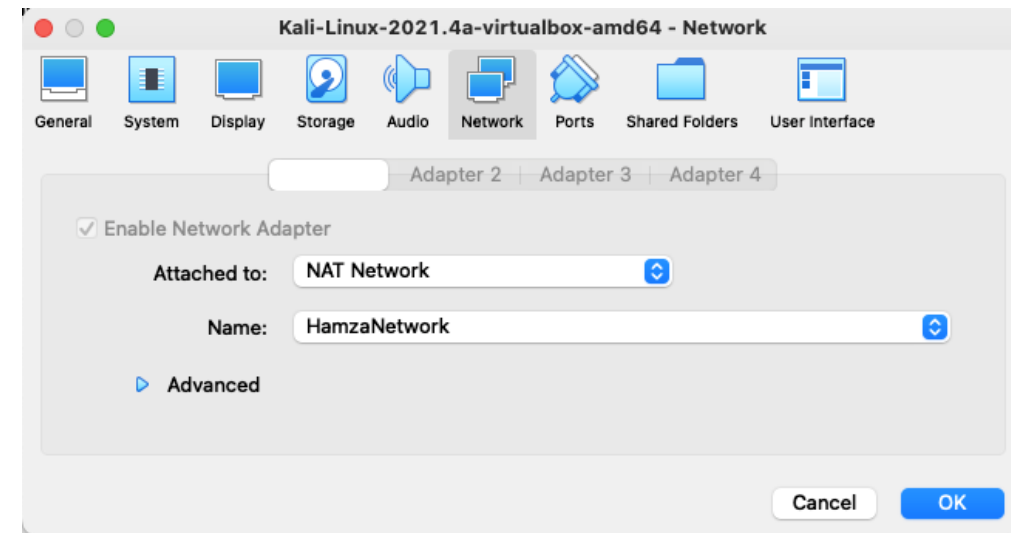 Kali-Linux-2021.4a-virtualbox-amd64 - Network
General System Display Storage Audio Network Ports Shared Folders User Interface
Adapter 2 Adapter 3 Adapter 4
Enable Network Adapter
Attached to: NAT Network
Name: HamzaNetwork
Advanced
Cancel OK